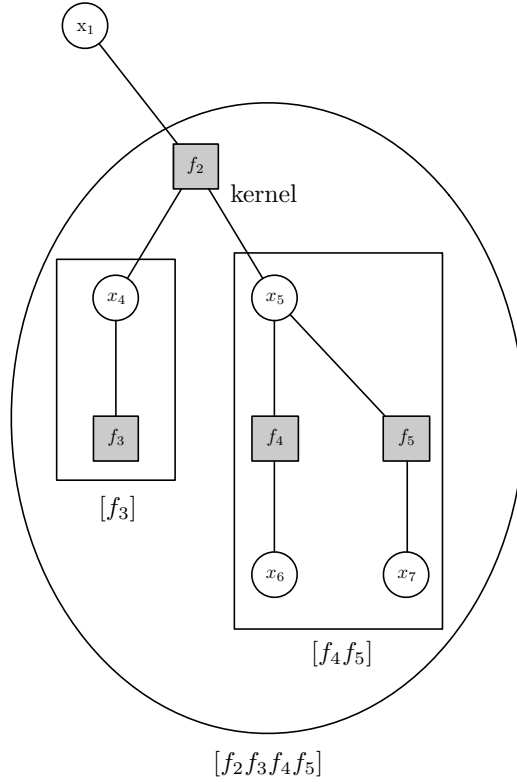 x₁
f₂
kernel
x₄ x₅
f₃ f₄ f₅
[f₃]
x₆ x₇
[f₄f₅]
[f₂f₃f₄f₅]